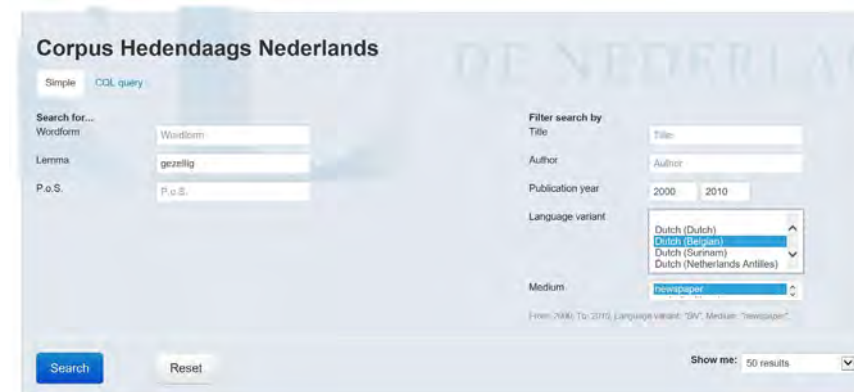 DE NEDERLA
Corpus Hedendaags Nederlands
Simple CQL query
Search for...
Wordform Wordform
Lemma gezellig
P.o.S. P.o.S.
Filter search by
Title Title
Author Author
Publication year 2000 2010
Language variant
Dutch (Dutch)
Dutch (Belgian)
Dutch (Surinam)
Dutch (Netherlands Antilles)
Medium newspaper
From: 2000, To: 2010, Language variant: "BN", Medium: "newspaper"
Search Reset
Show me: 50 results